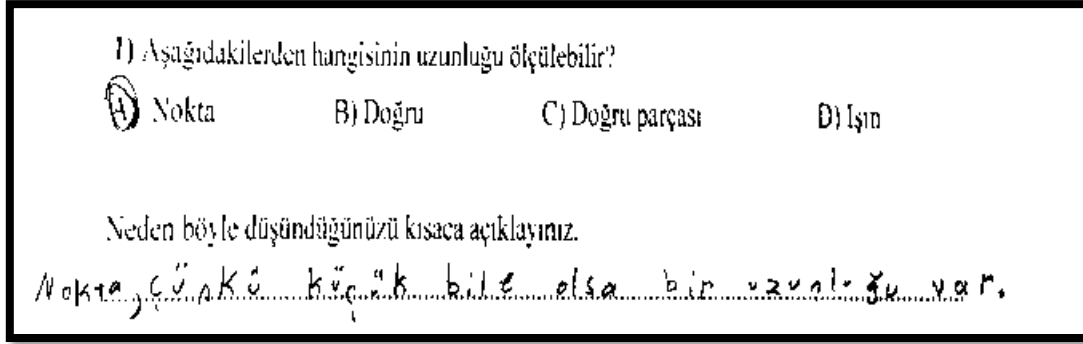 1) Aşağıdakilerden hangisinin uzunluğu ölçülebilir?
A) Nokta B) Doğru C) Doğru parçası D) Işın
Neden böyle düşündüğünüzü kısaca açıklayınız.
Nokta, çünkü küçük bile olsa bir uzunluğu var.